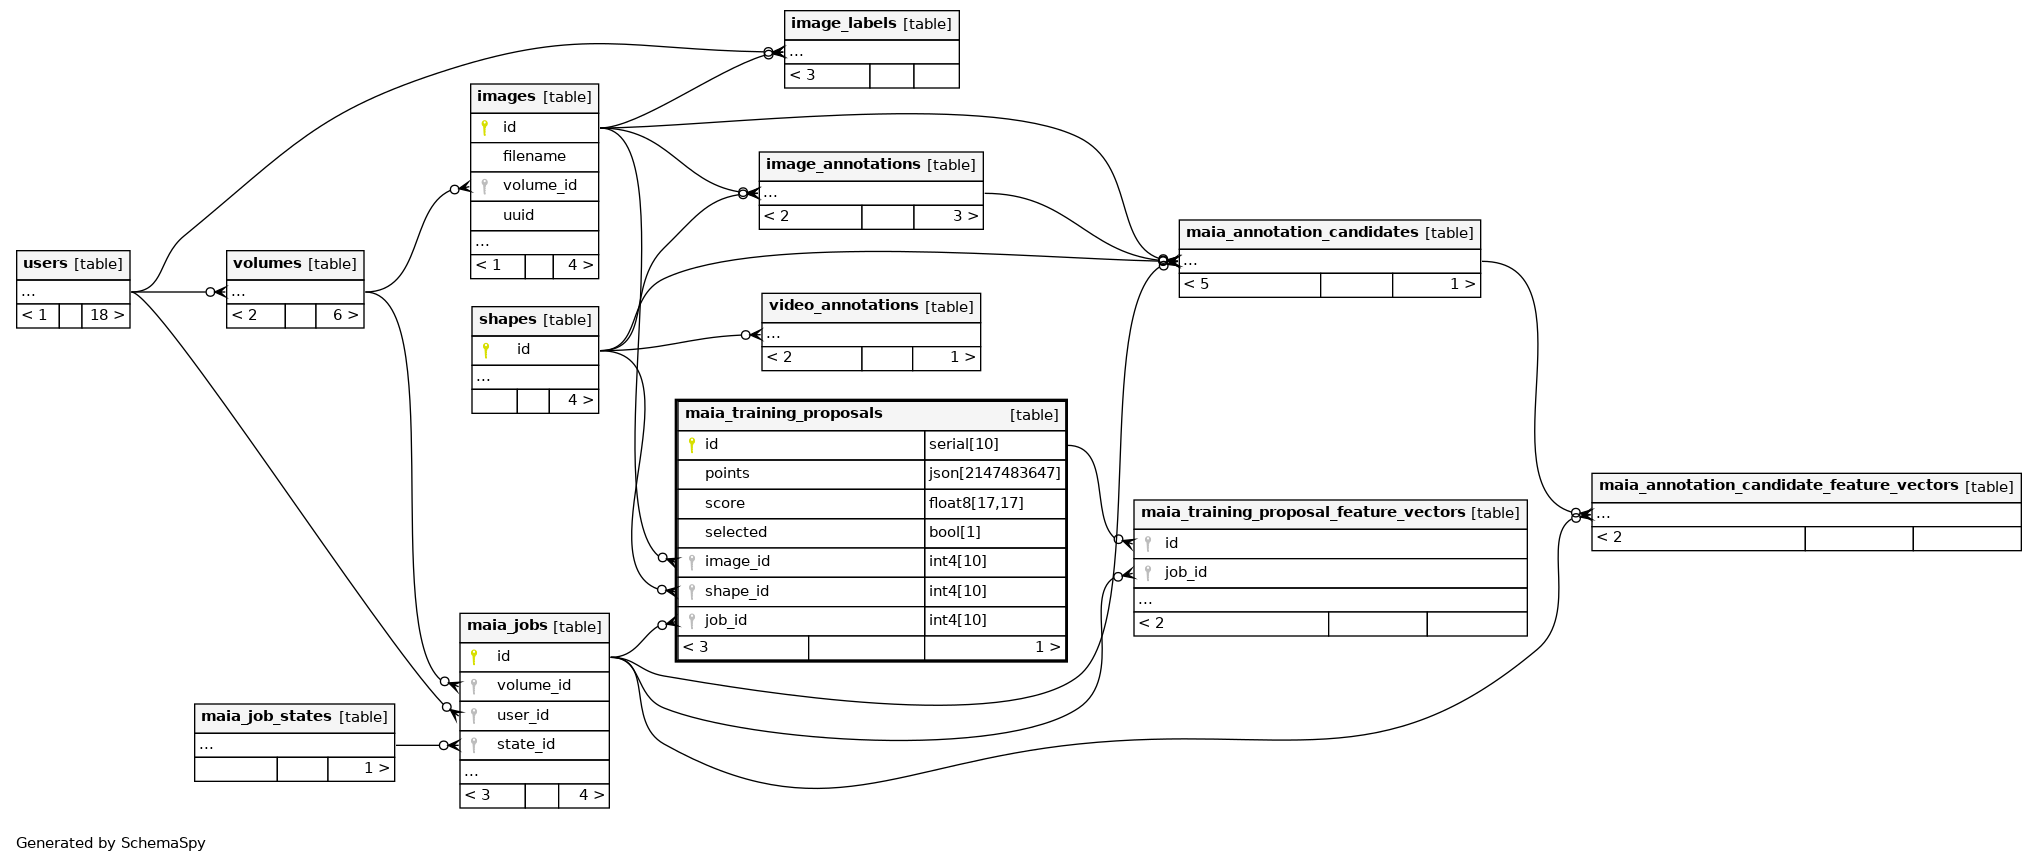 image_labels [table]
...
< 3
images [table]
id
filename
volume_id
uuid
...
< 1 4 >
image_annotations [table]
...
< 2 3 >
maia_annotation_candidates [table]
...
< 5 1 >
users [table]
...
< 1 18 >
volumes [table]
...
< 2 6 >
shapes [table]
id
...
4 >
video_annotations [table]
...
< 2 1 >
maia_training_proposals [table]
id serial[10]
points json[2147483647]
score float8[17,17]
selected bool[1]
image_id int4[10]
shape_id int4[10]
job_id int4[10]
< 3 1 >
maia_training_proposal_feature_vectors [table]
id
job_id
...
< 2
maia_annotation_candidate_feature_vectors [table]
...
< 2
maia_jobs [table]
id
volume_id
user_id
state_id
...
< 3 4 >
maia_job_states [table]
...
1 >
Generated by SchemaSpy